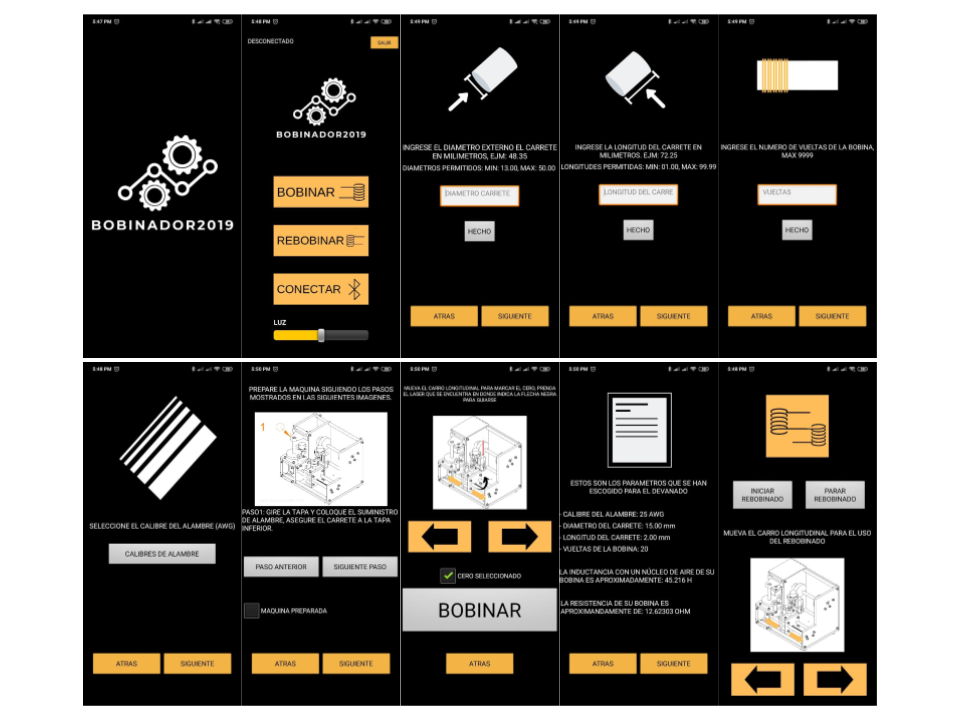 5:47 PM
BOBINADOR2019
5:48 PM
DESCONECTADO
SALIR
BOBINADOR2019
BOBINAR
REBOBINAR
CONECTAR
LUZ
5:49 PM
INGRESE EL DIAMETRO EXTERNO EL CARRETE
EN MILIMETROS, EJM: 48.35
DIAMETROS PERMITIDOS: MIN: 13.00, MAX: 50.00
DIAMETRO CARRETE
HECHO
ATRAS
SIGUIENTE
5:49 PM
INGRESE LA LONGITUD DEL CARRETE EN
MILIMETROS. EJM: 72.25
LONGITUDES PERMITIDAS: MIN: 01.00, MAX: 99.99
LONGITUD DEL CARRE
HECHO
ATRAS
SIGUIENTE
5:49 PM
INGRESE EL NUMERO DE VUELTAS DE LA BOBINA,
MAX 9999
VUELTAS
HECHO
ATRAS
SIGUIENTE
5:48 PM
SELECCIONE EL CALIBRE DEL ALAMBRE (AWG)
CALIBRES DE ALAMBRE
ATRAS
SIGUIENTE
5:50 PM
PREPARE LA MAQUINA SIGUIENDO LOS PASOS
MOSTRADOS EN LAS SIGUIENTES IMAGENES.
1
PASO1: GIRE LA TAPA Y COLOQUE EL SUMINISTRO
DE ALAMBRE, ASEGURE EL CARRETE A LA TAPA
INFERIOR.
PASO ANTERIOR
SIGUIENTE PASO
MAQUINA PREPARADA
ATRAS
SIGUIENTE
5:50 PM
MUEVA EL CARRO LONGITUDINAL PARA MARCAR EL CERO, PRENDA
EL LASER QUE SE ENCUENTRA EN DONDE INDICA LA FLECHA NEGRA
PARA GUIARSE
CERO SELECCIONADO
BOBINAR
ATRAS
5:50 PM
ESTOS SON LOS PARAMETROS QUE SE HAN
ESCOGIDO PARA EL DEVANADO
- CALIBRE DEL ALAMBRE: 25 AWG
- DIAMETRO DEL CARRETE: 15.00 mm
- LONGITUD DEL CARRETE: 2.00 mm
- VUELTAS DE LA BOBINA: 20
LA INDUCTANCIA CON UN NÚCLEO DE AIRE DE SU
BOBINA ES APROXIMADAMENTE: 45.216 H
LA RESISTENCIA DE SU BOBINA ES
APROXIMANDAMENTE DE: 12.62303 OHM
ATRAS
SIGUIENTE
5:48 PM
INICIAR
REBOBINADO
PARAR
REBOBINADO
MUEVA EL CARRO LONGITUDINAL PARA EL USO
DEL REBOBINADO